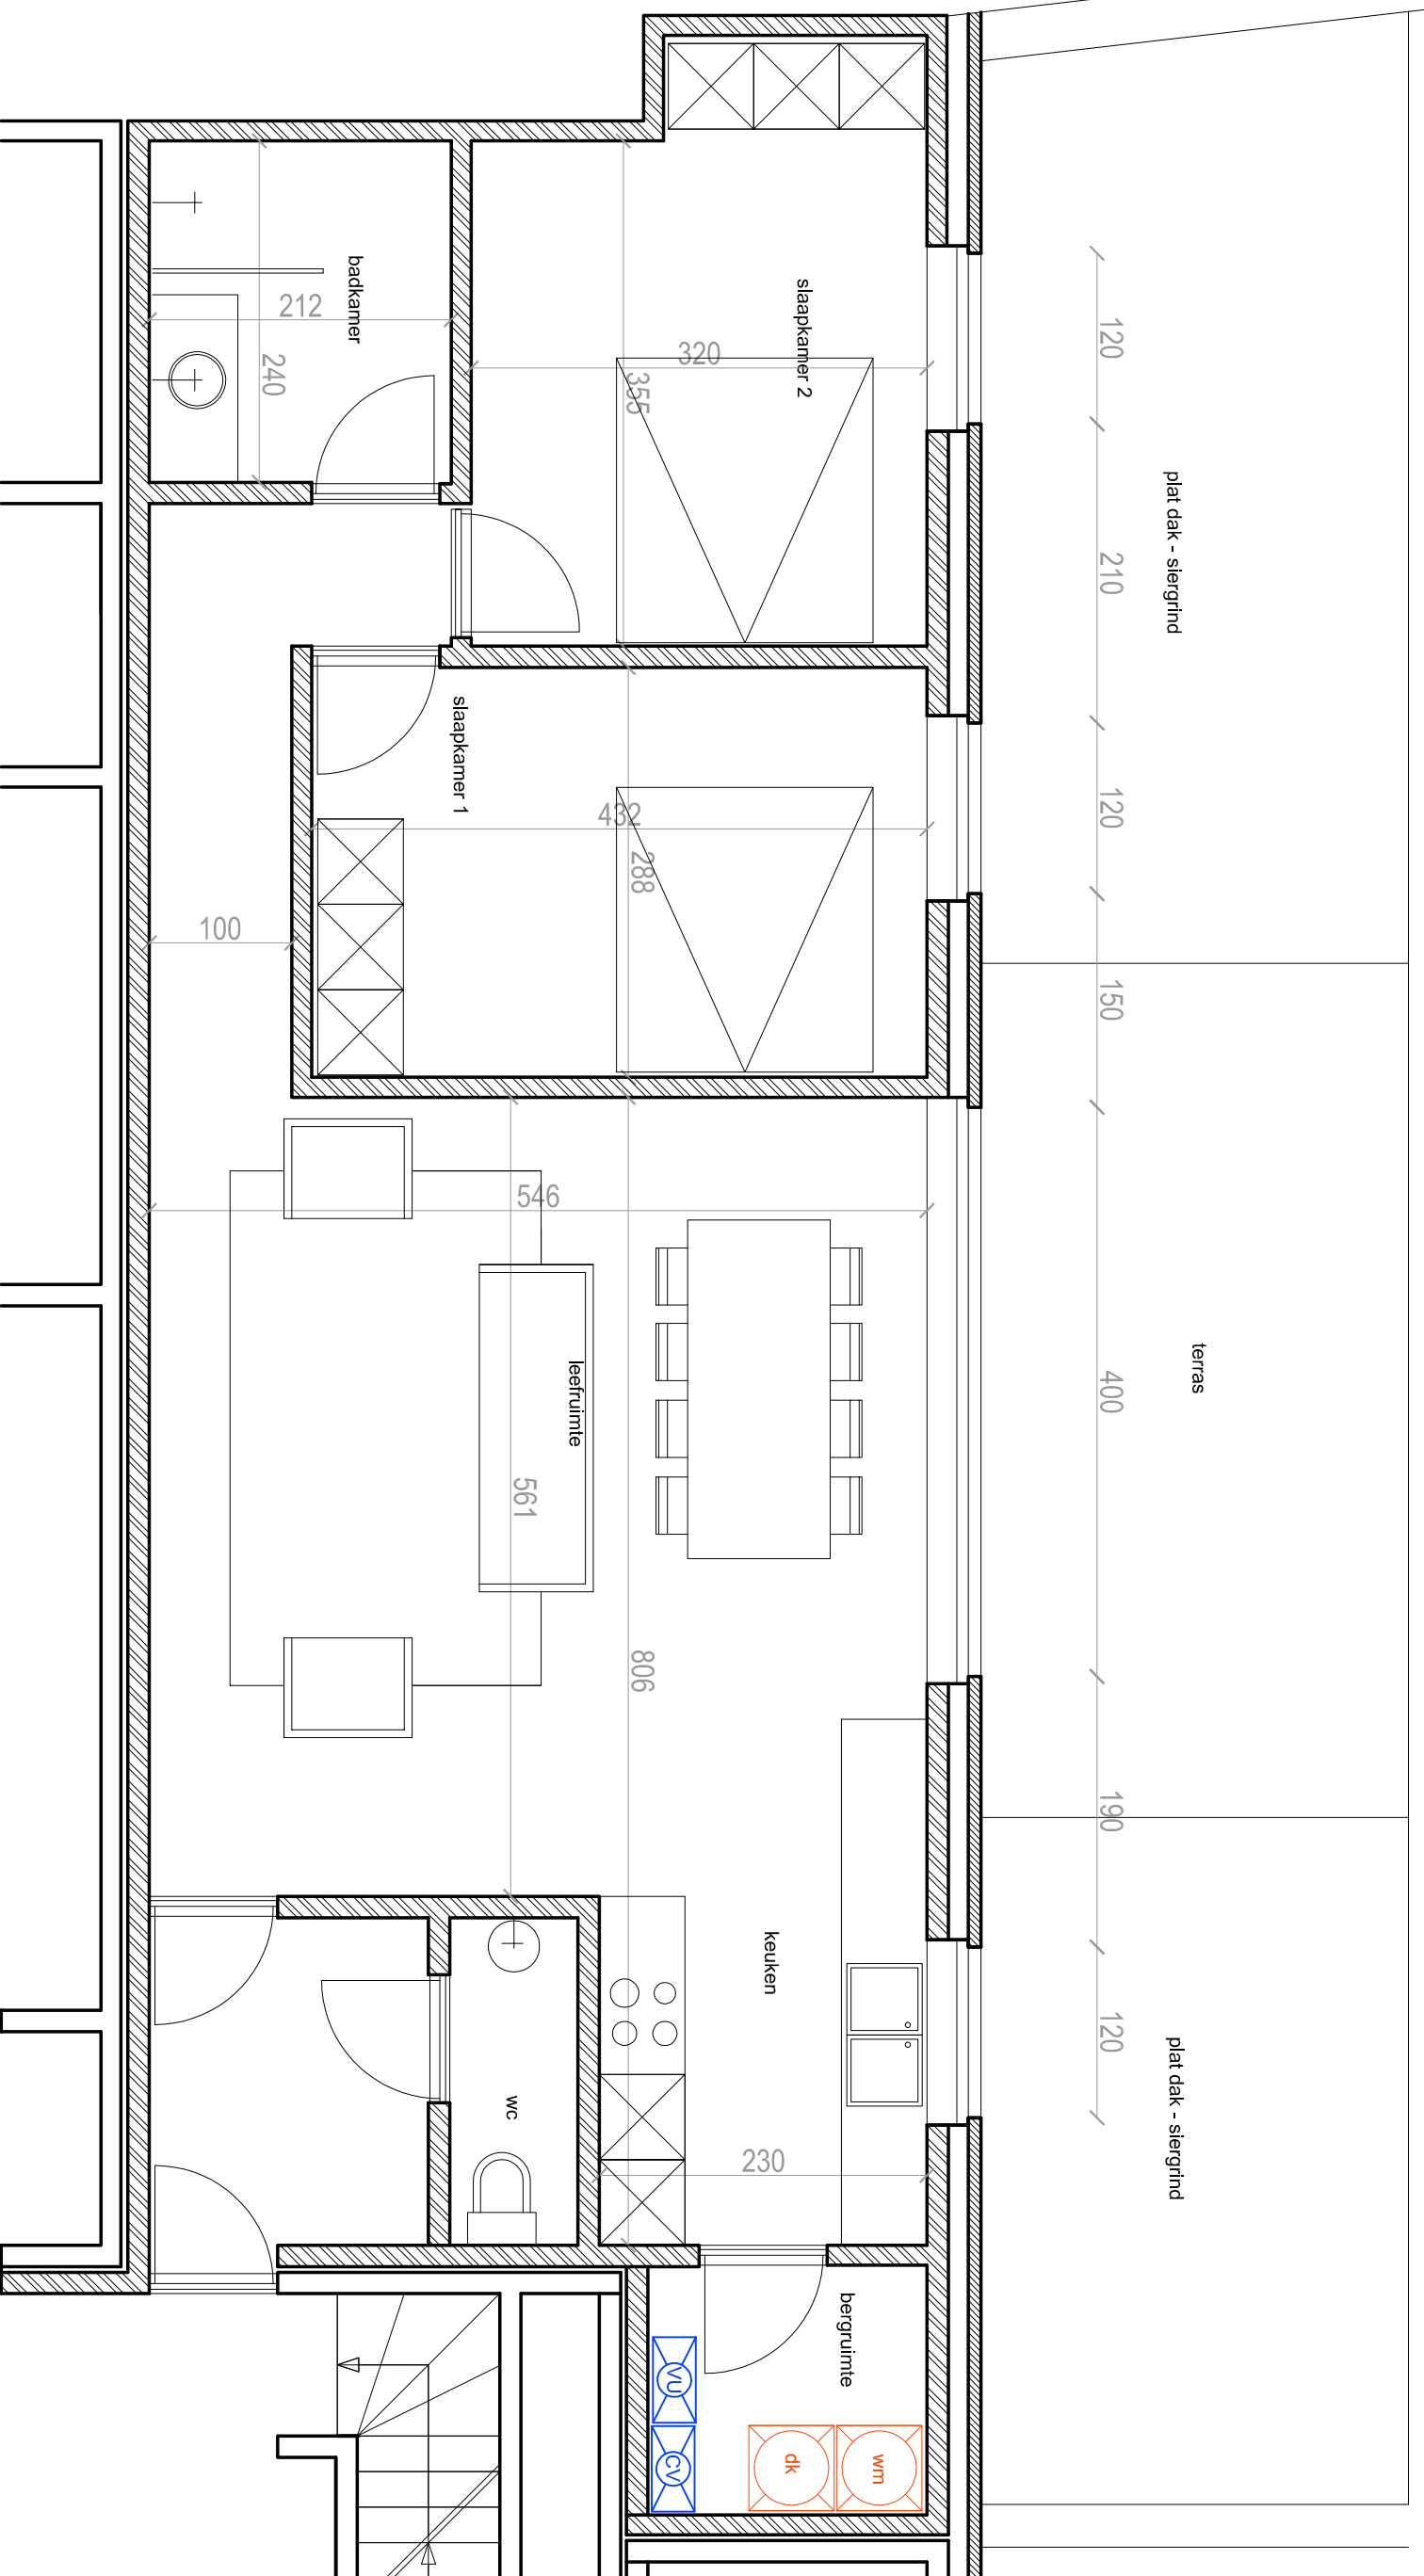 badkamer
212
240
slaapkamer 2
320
355
120
210
120
150
400
190
120
plat dak - siergrind
slaapkamer 1
432
288
100
546
leefruimte
561
806
terras
keuken
wc
230
plat dak - siergrind
bergruimte
VU
CV
dk
wm